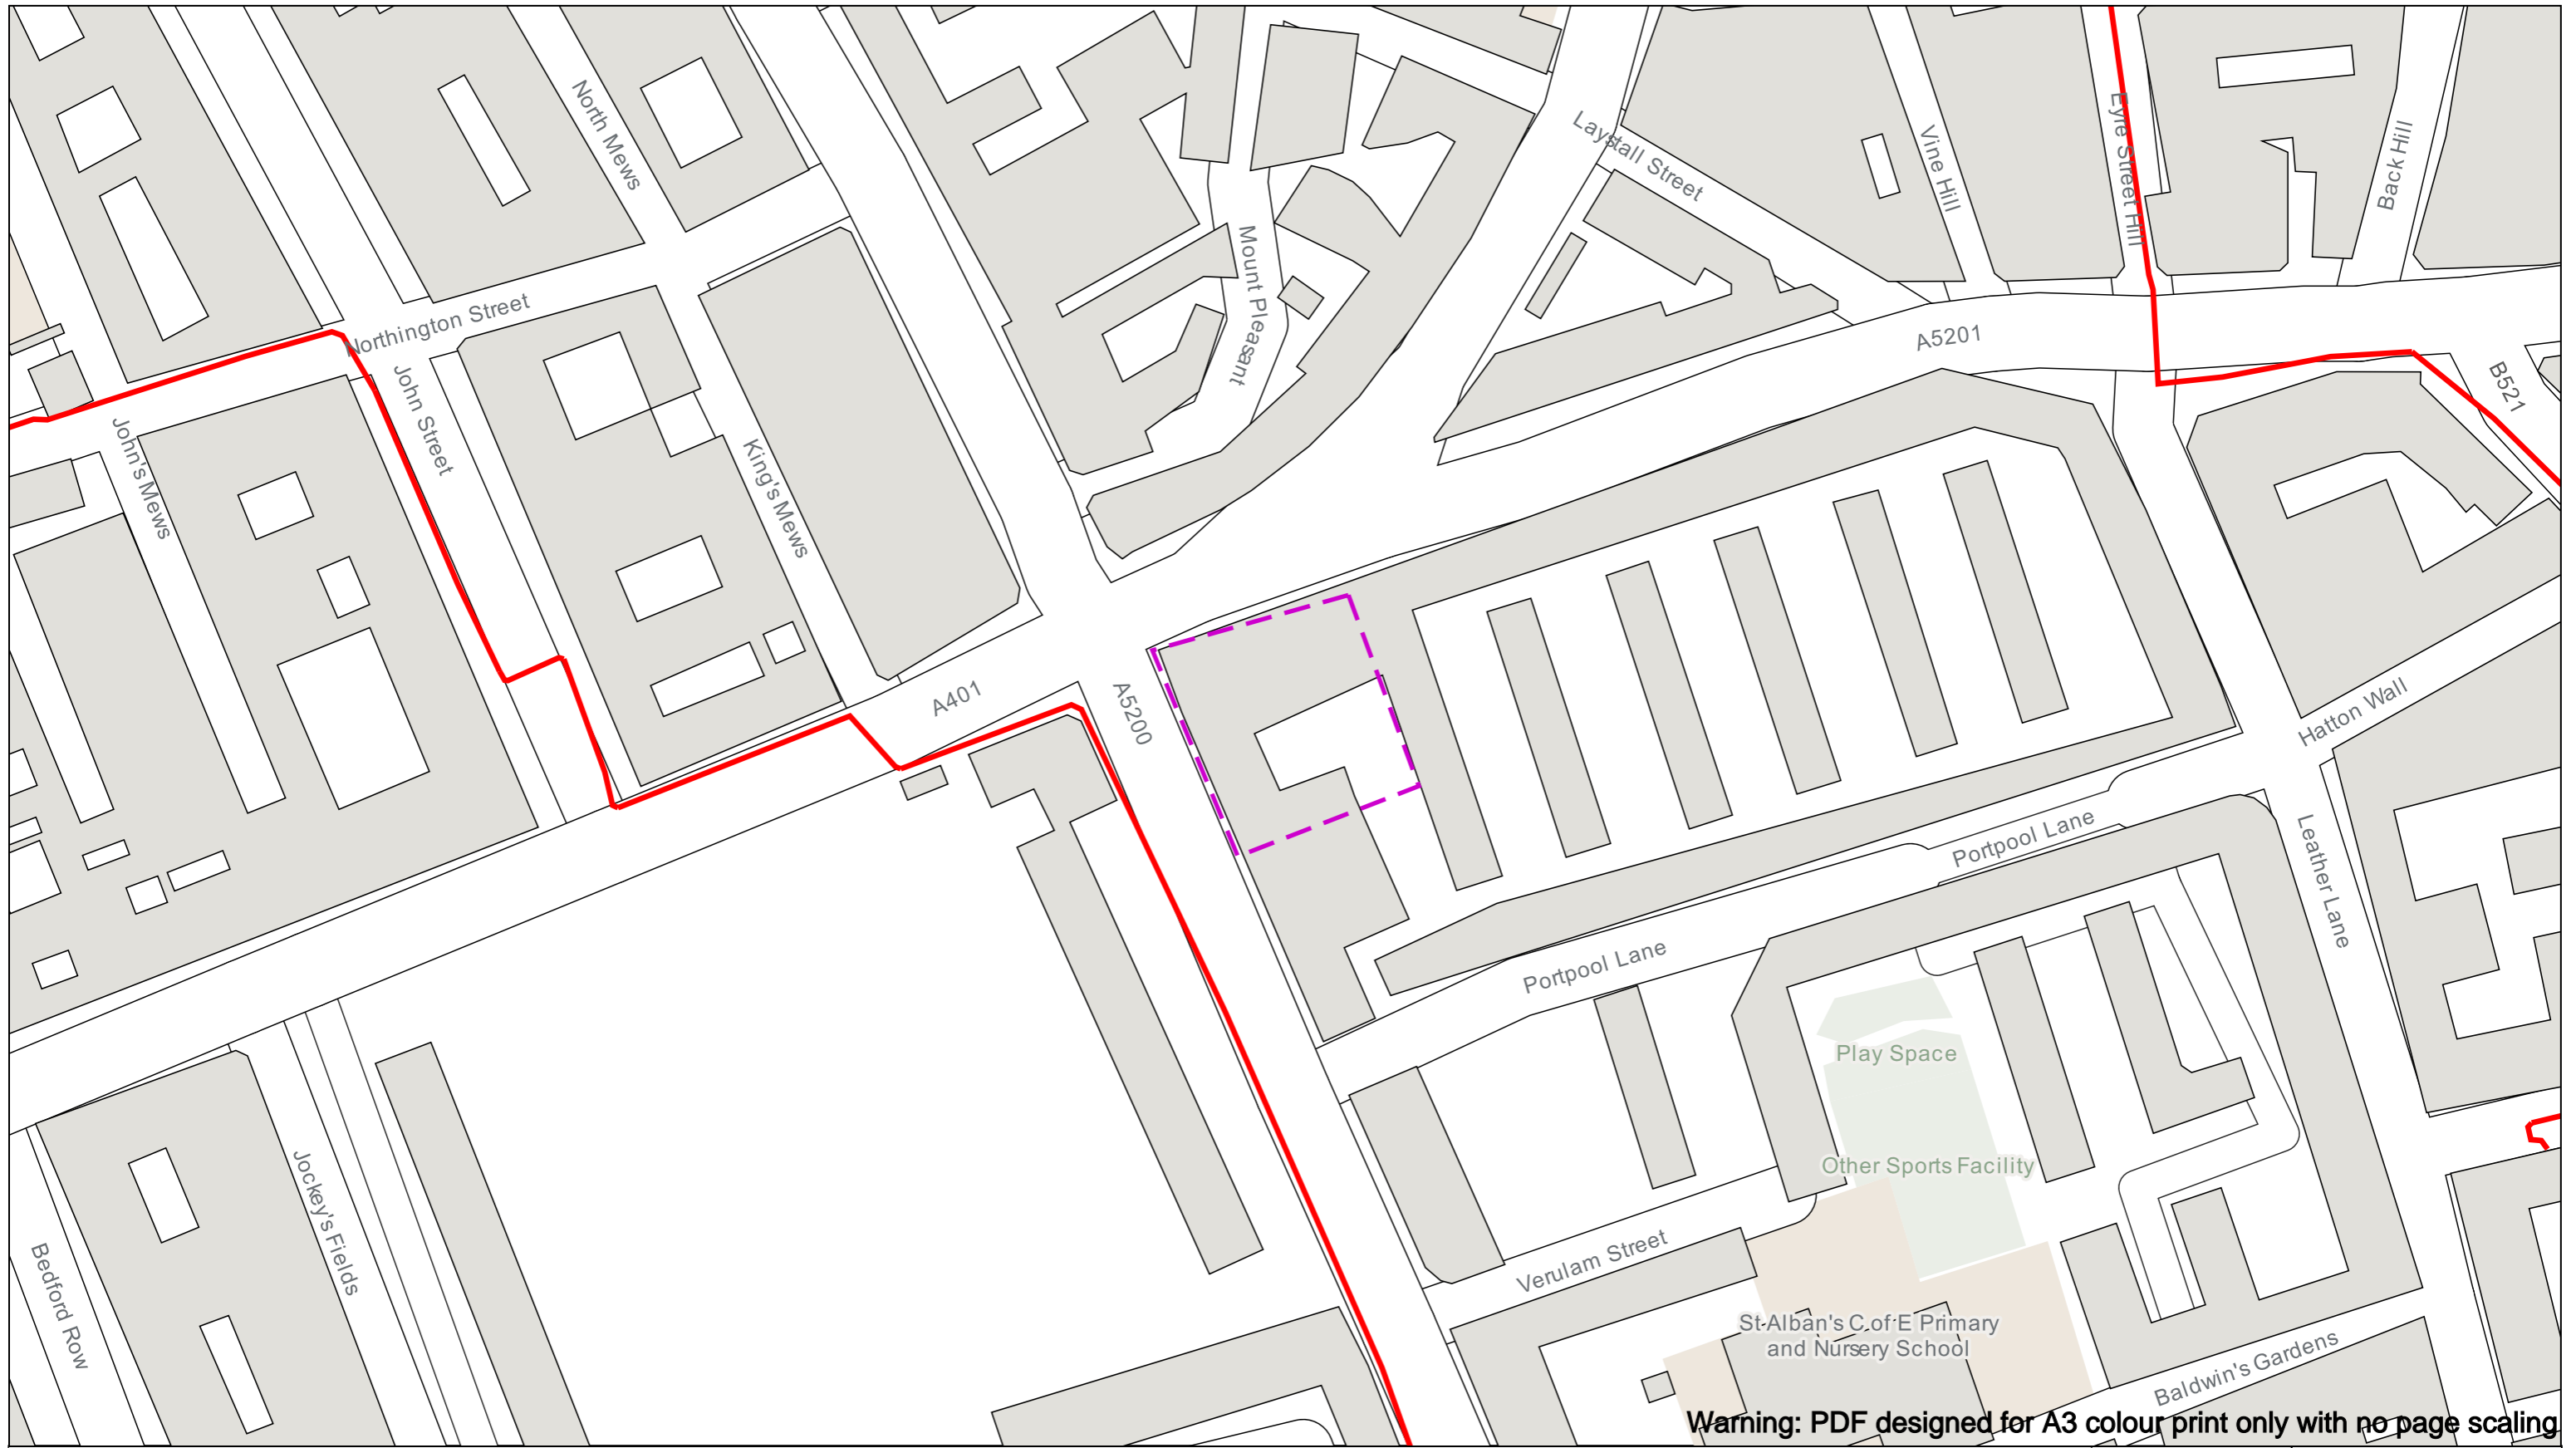 North Mews
Laystall Street
Vine Hill
Eyre Street Hill
Back Hill
Mount Pleasant
Northington Street
A5201
John Street
B521
John's Mews
King's Mews
A401
A5200
Hatton Wall
Portpool Lane
Leather Lane
Portpool Lane
Play Space
Other Sports Facility
Jockey's Fields
Verulam Street
Bedford Row
St Alban's C of E Primary
and Nursery School
Baldwin's Gardens
Warning: PDF designed for A3 colour print only with no page scaling